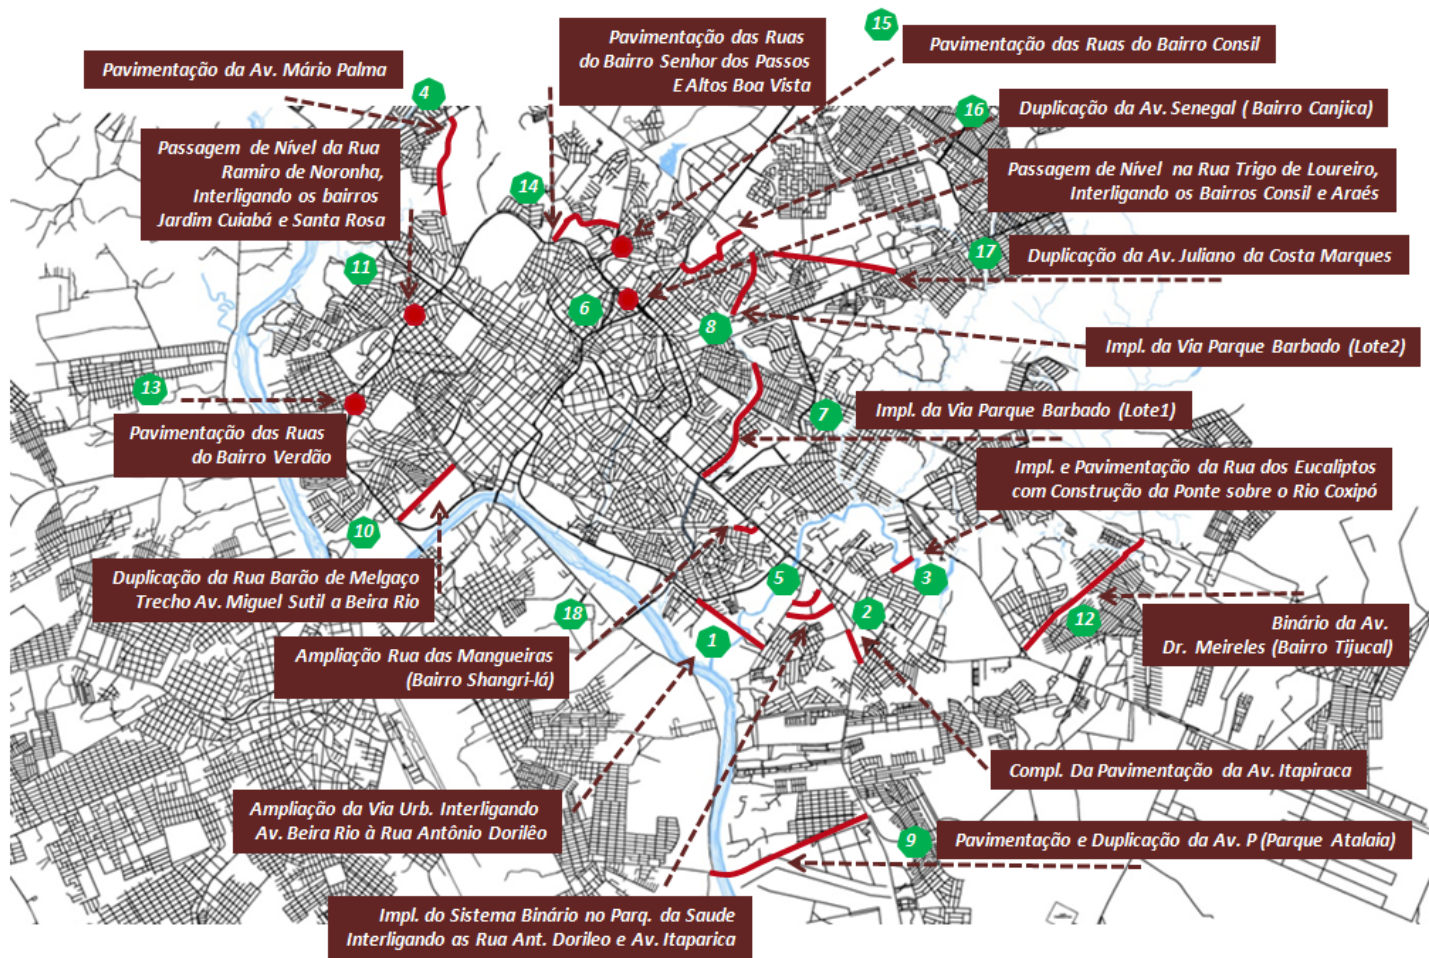 15
Pavimentação das Ruas
do Bairro Senhor dos Passos
E Altos Boa Vista
Pavimentação das Ruas do Bairro Consil
Pavimentação da Av. Mário Palma
4
16
Duplicação da Av. Senegal ( Bairro Canjica)
Passagem de Nível da Rua
Ramiro de Noronha,
Interligando os bairros
Jardim Cuiabá e Santa Rosa
14
Passagem de Nível na Rua Trigo de Loureiro,
Interligando os Bairros Consil e Araés
17
Duplicação da Av. Juliano da Costa Marques
11
6
8
Impl. da Via Parque Barbado (Lote2)
13
7
Impl. da Via Parque Barbado (Lote1)
Pavimentação das Ruas
do Bairro Verdão
Impl. e Pavimentação da Rua dos Eucaliptos
com Construção da Ponte sobre o Rio Coxipó
10
Duplicação da Rua Barão de Melgaço
Trecho Av. Miguel Sutil a Beira Rio
5
3
18
2
12
1
Binário da Av.
Dr. Meireles (Bairro Tijucal)
Ampliação Rua das Mangueiras
(Bairro Shangri-lá)
Compl. Da Pavimentação da Av. Itapiraca
Ampliação da Via Urb. Interligando
Av. Beira Rio à Rua Antônio Dorilêo
9
Pavimentação e Duplicação da Av. P (Parque Atalaia)
Impl. do Sistema Binário no Parq. da Saude
Interligando as Rua Ant. Dorileo e Av. Itaparica